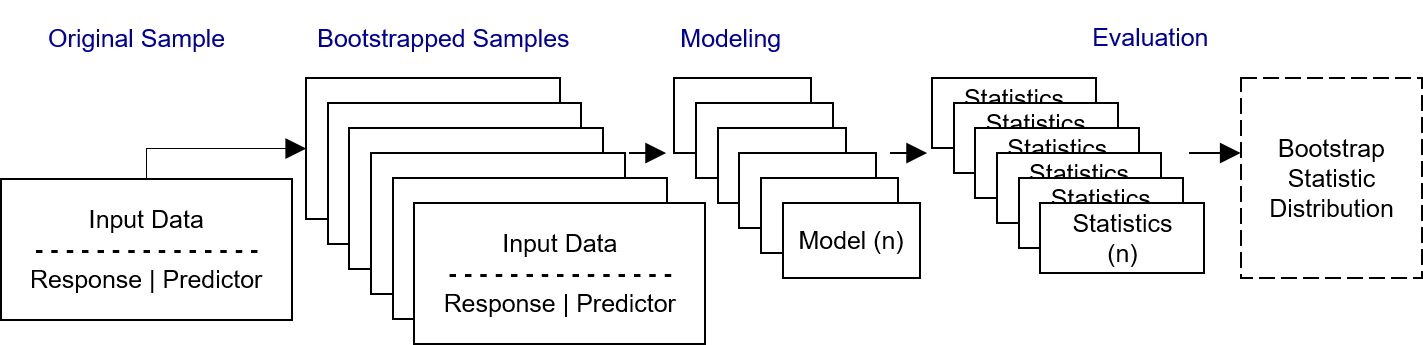 Original Sample
Bootstrapped Samples
Modeling
Evaluation
Input Data
Response | Predictor
Input Data
Response | Predictor
Model (n)
Statistics
Statistics
Statistics
Statistics
Statistics
Statistics
(n)
Bootstrap
Statistic
Distribution